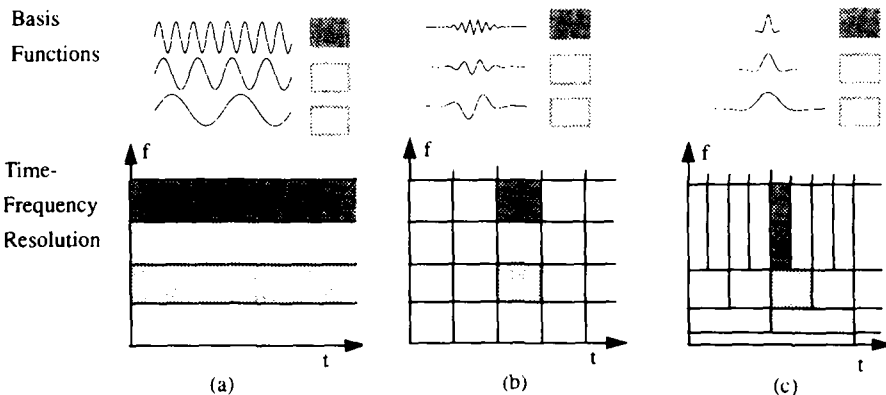 Basis
Functions
f
f
f
Time-
Frequency
Resolution
t
t
t
(a)
(b)
(c)